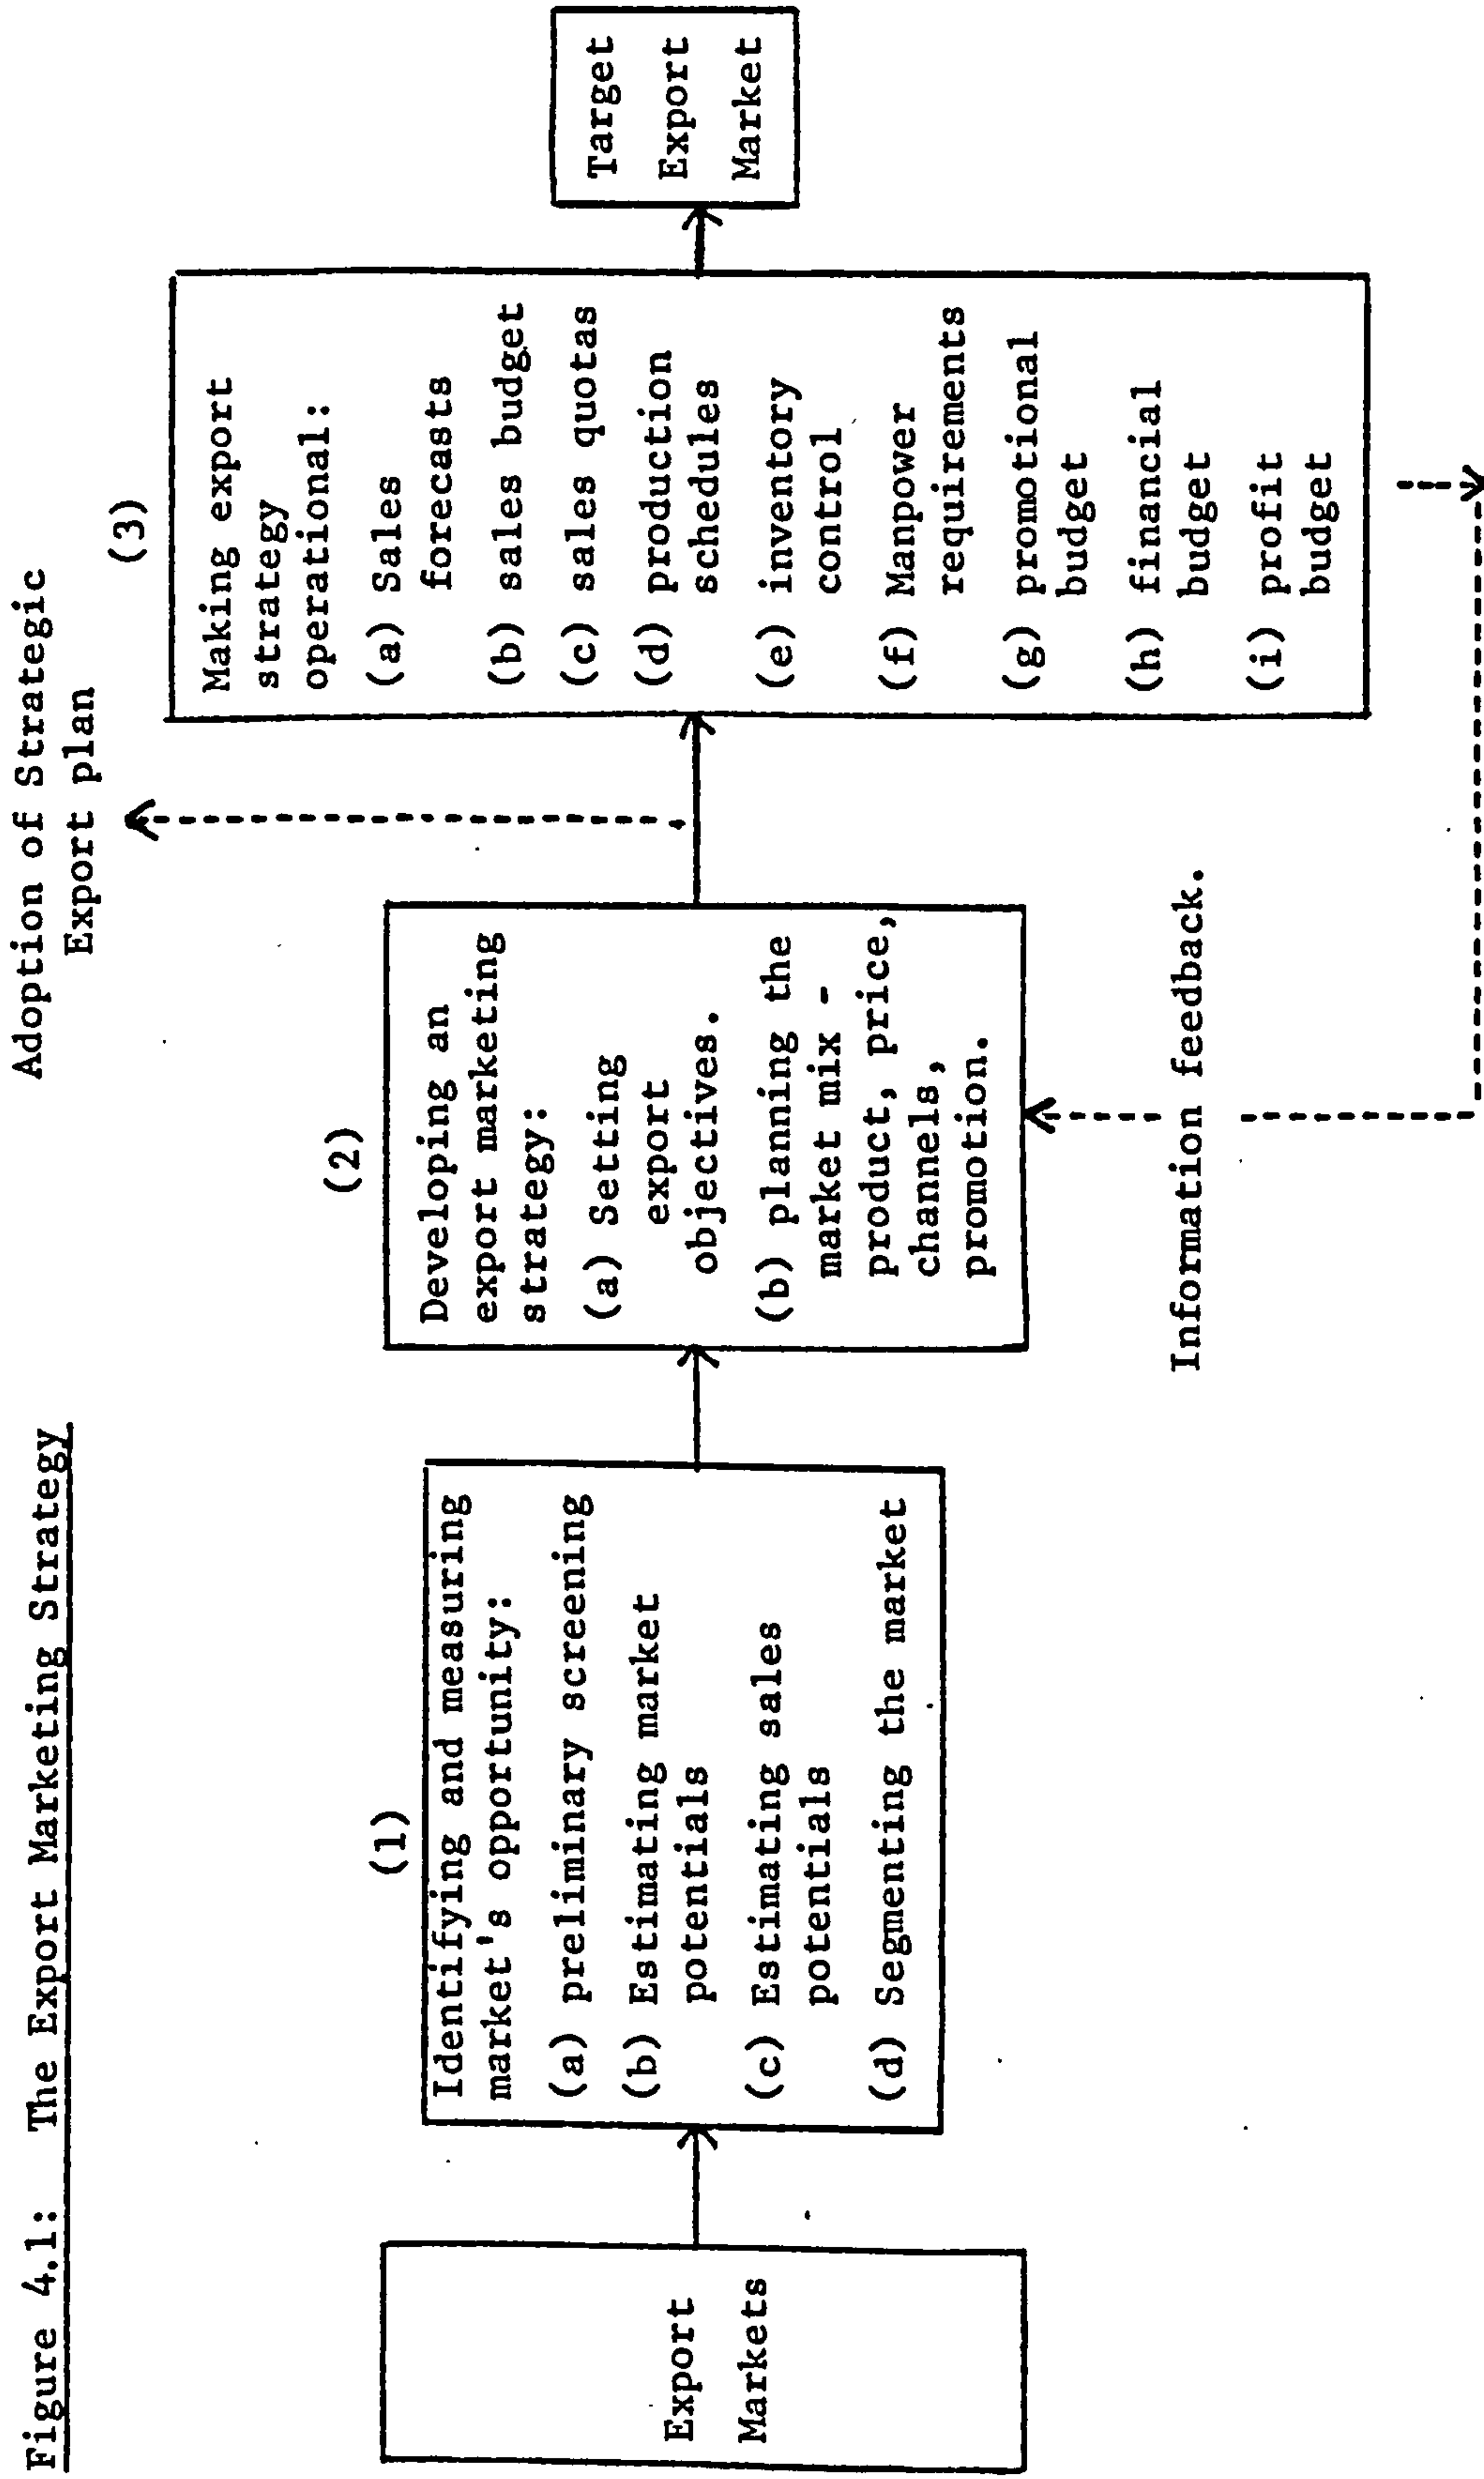 Figure 4.1: The Export Marketing Strategy
Export
Markets
(1)
Identifying and measuring
market's opportunity:
(a) preliminary screening
(b) Estimating market
potentials
(c) Estimating sales
potentials
(d) Segmenting the market
(2)
Developing an
export marketing
strategy:
(a) Setting
export
objectives.
(b) planning the
market mix -
product, price,
channels,
promotion.
Information feedback.
Adoption of Strategic
Export plan
(3)
Making export
strategy
operational:
(a) Sales
forecasts
(b) sales budget
(c) sales quotas
(d) production
schedules
(e) inventory
control
(f) Manpower
requirements
(g) promotional
budget
(h) financial
budget
(i) profit
budget
Target
Export
Market